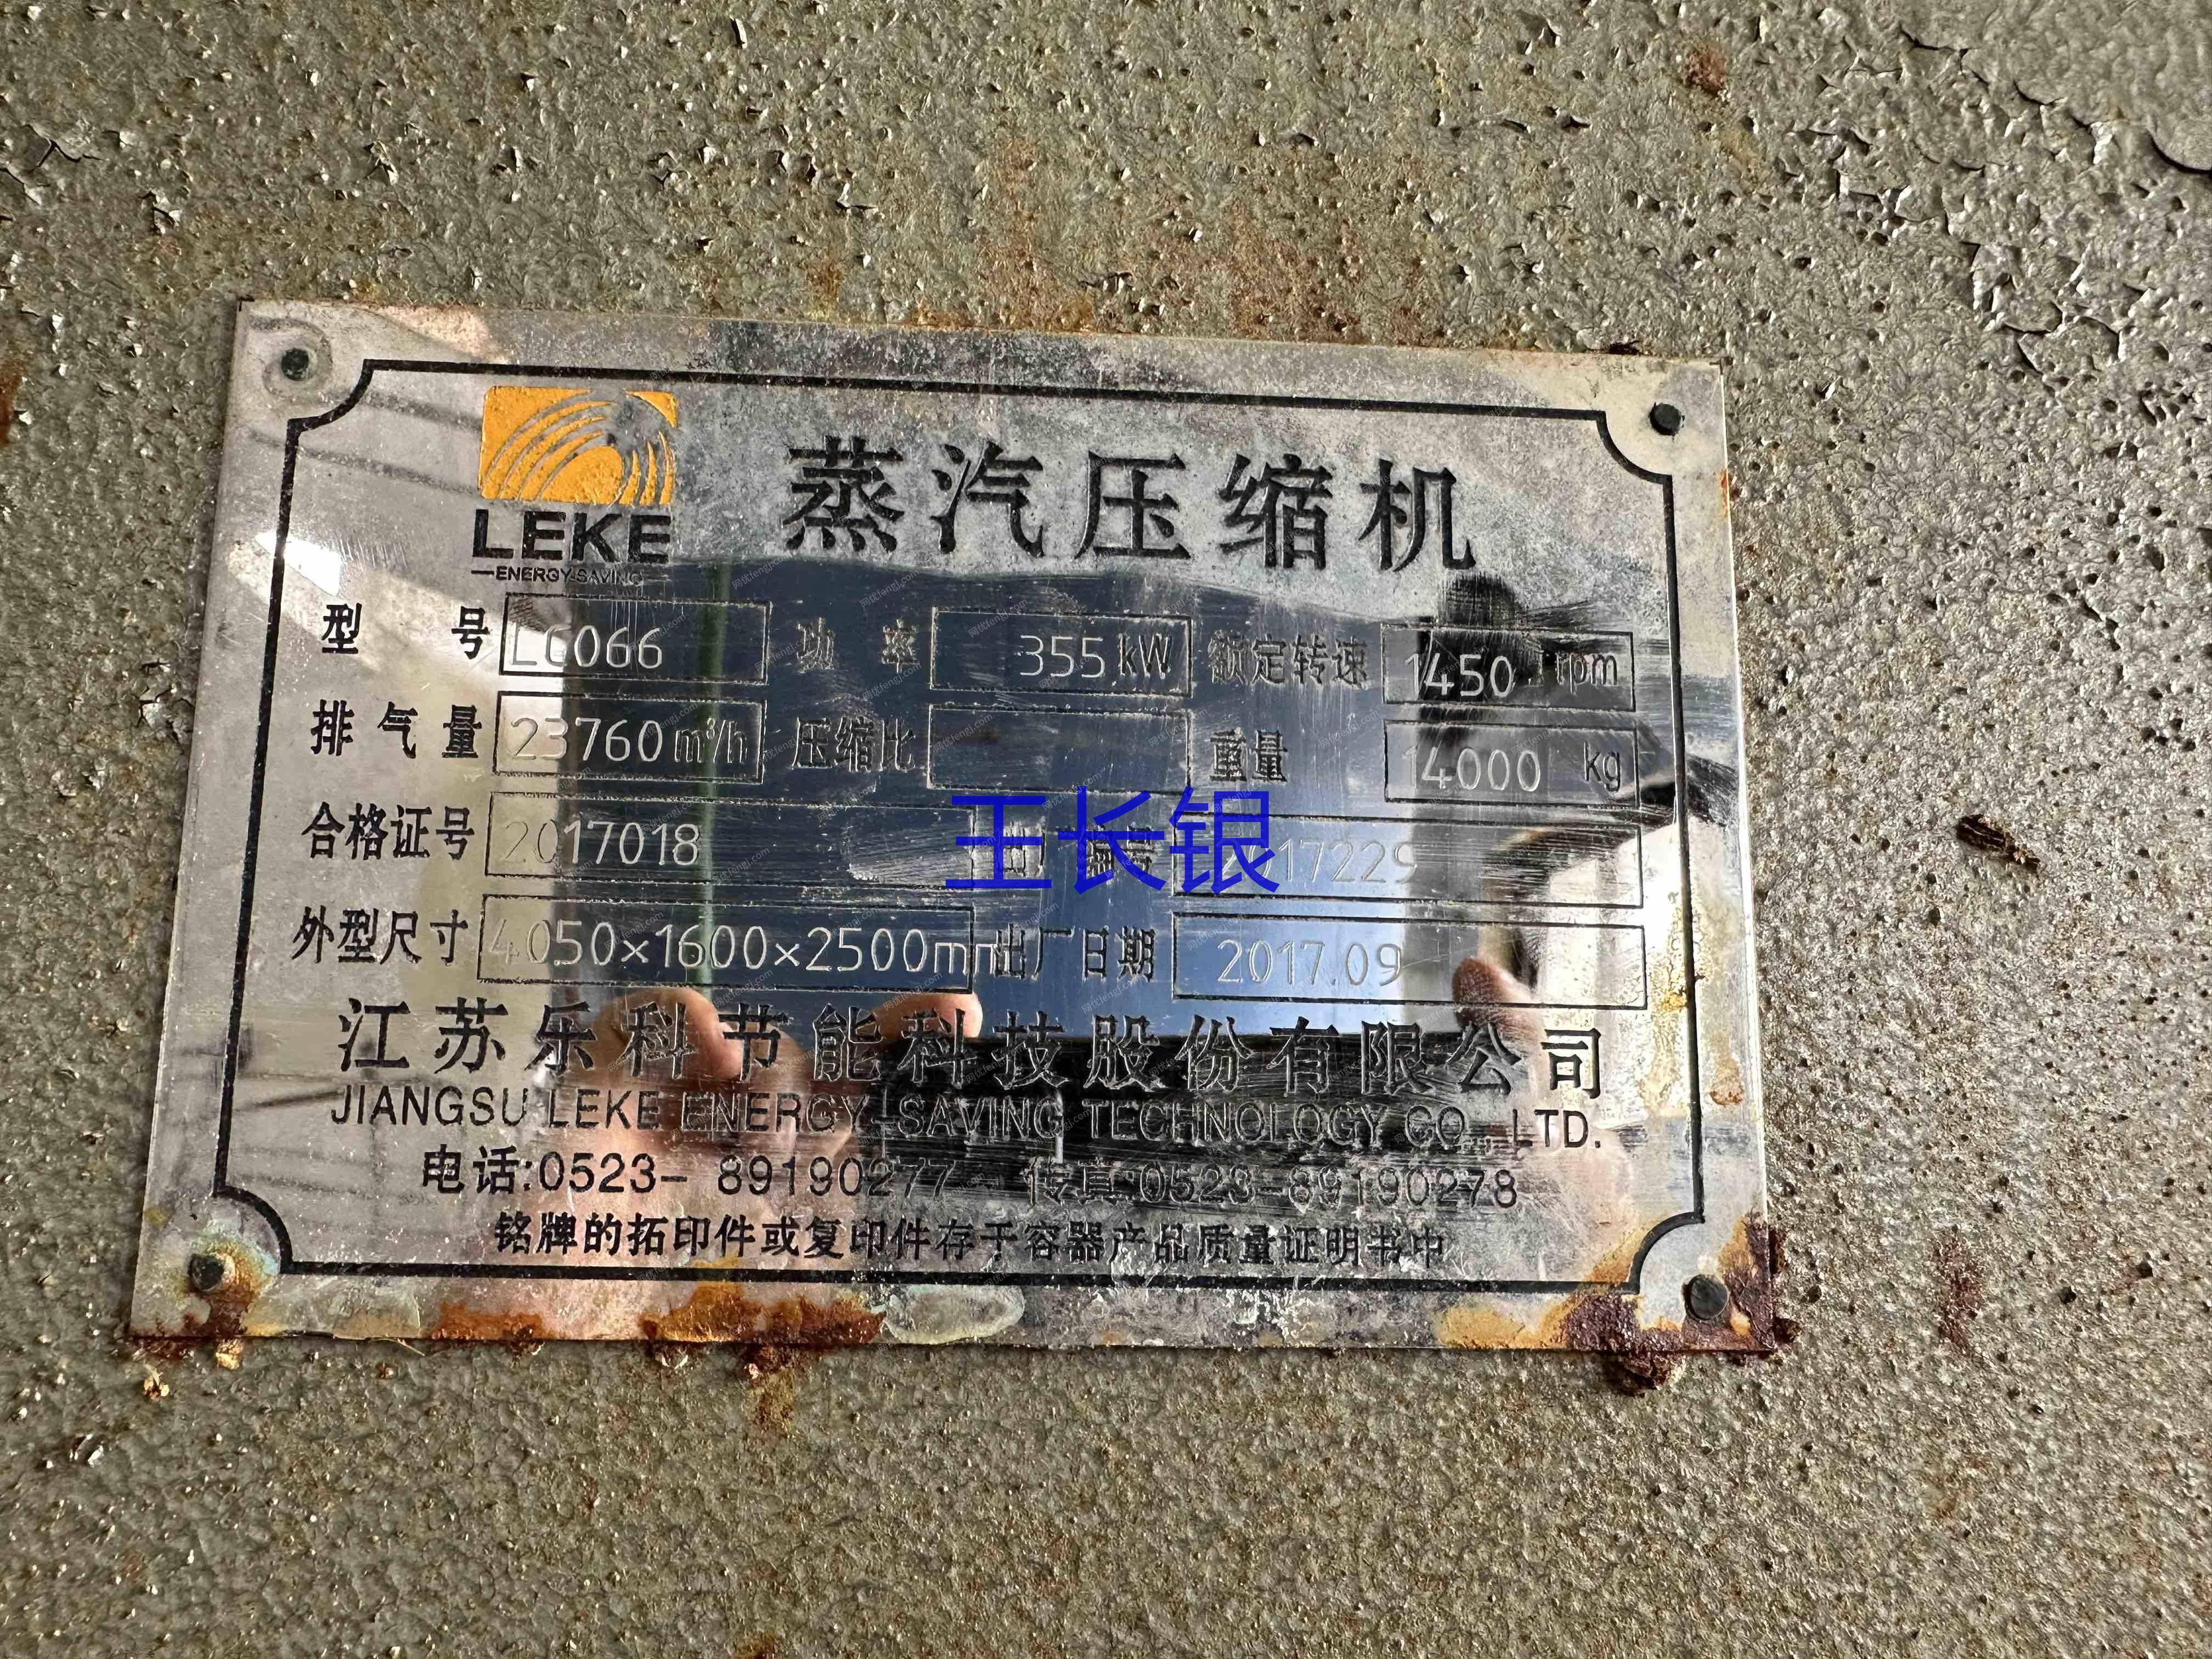 LEKE
ENERGY SAVING
蒸汽压缩机
型号 LG066 功率 355 kW 额定转速 1450 rpm
排气量 23760 m³/h 压缩比 重量 14000 kg
合格证号 2017018 出厂编号 2017229
王长银
外型尺寸 4050×1600×2500mm 出厂日期 2017.09
江苏乐科节能科技股份有限公司
JIANGSU LEKE ENERGY-SAVING TECHNOLOGY CO., LTD.
电话:0523-89190277 传真:0523-89190278
铭牌的拓印件或复印件存于容器产品质量证明书中